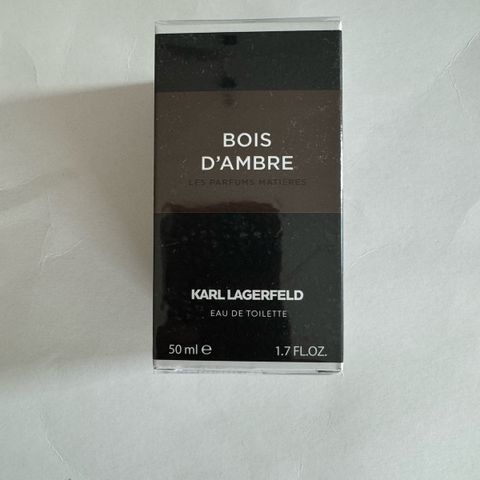 BOIS
D'AMBRE
LES PARFUMS MATIERES
KARL LAGERFELD
EAU DE TOILETTE
50 ml ℮ 1.7 FL.OZ.